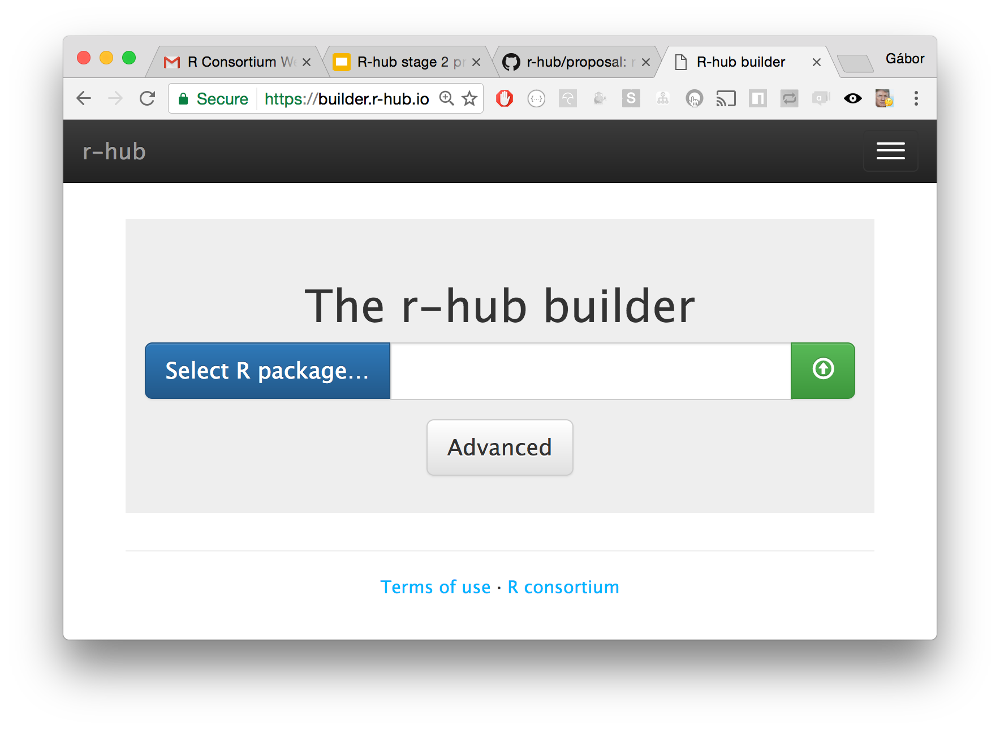 R Consortium We
R-hub stage 2 pr
r-hub/proposal: r
R-hub builder
Gábor
Secure
https://builder.r-hub.io
{...}
S
a
r-hub
The r-hub builder
Select R package...
Advanced
Terms of use · R consortium